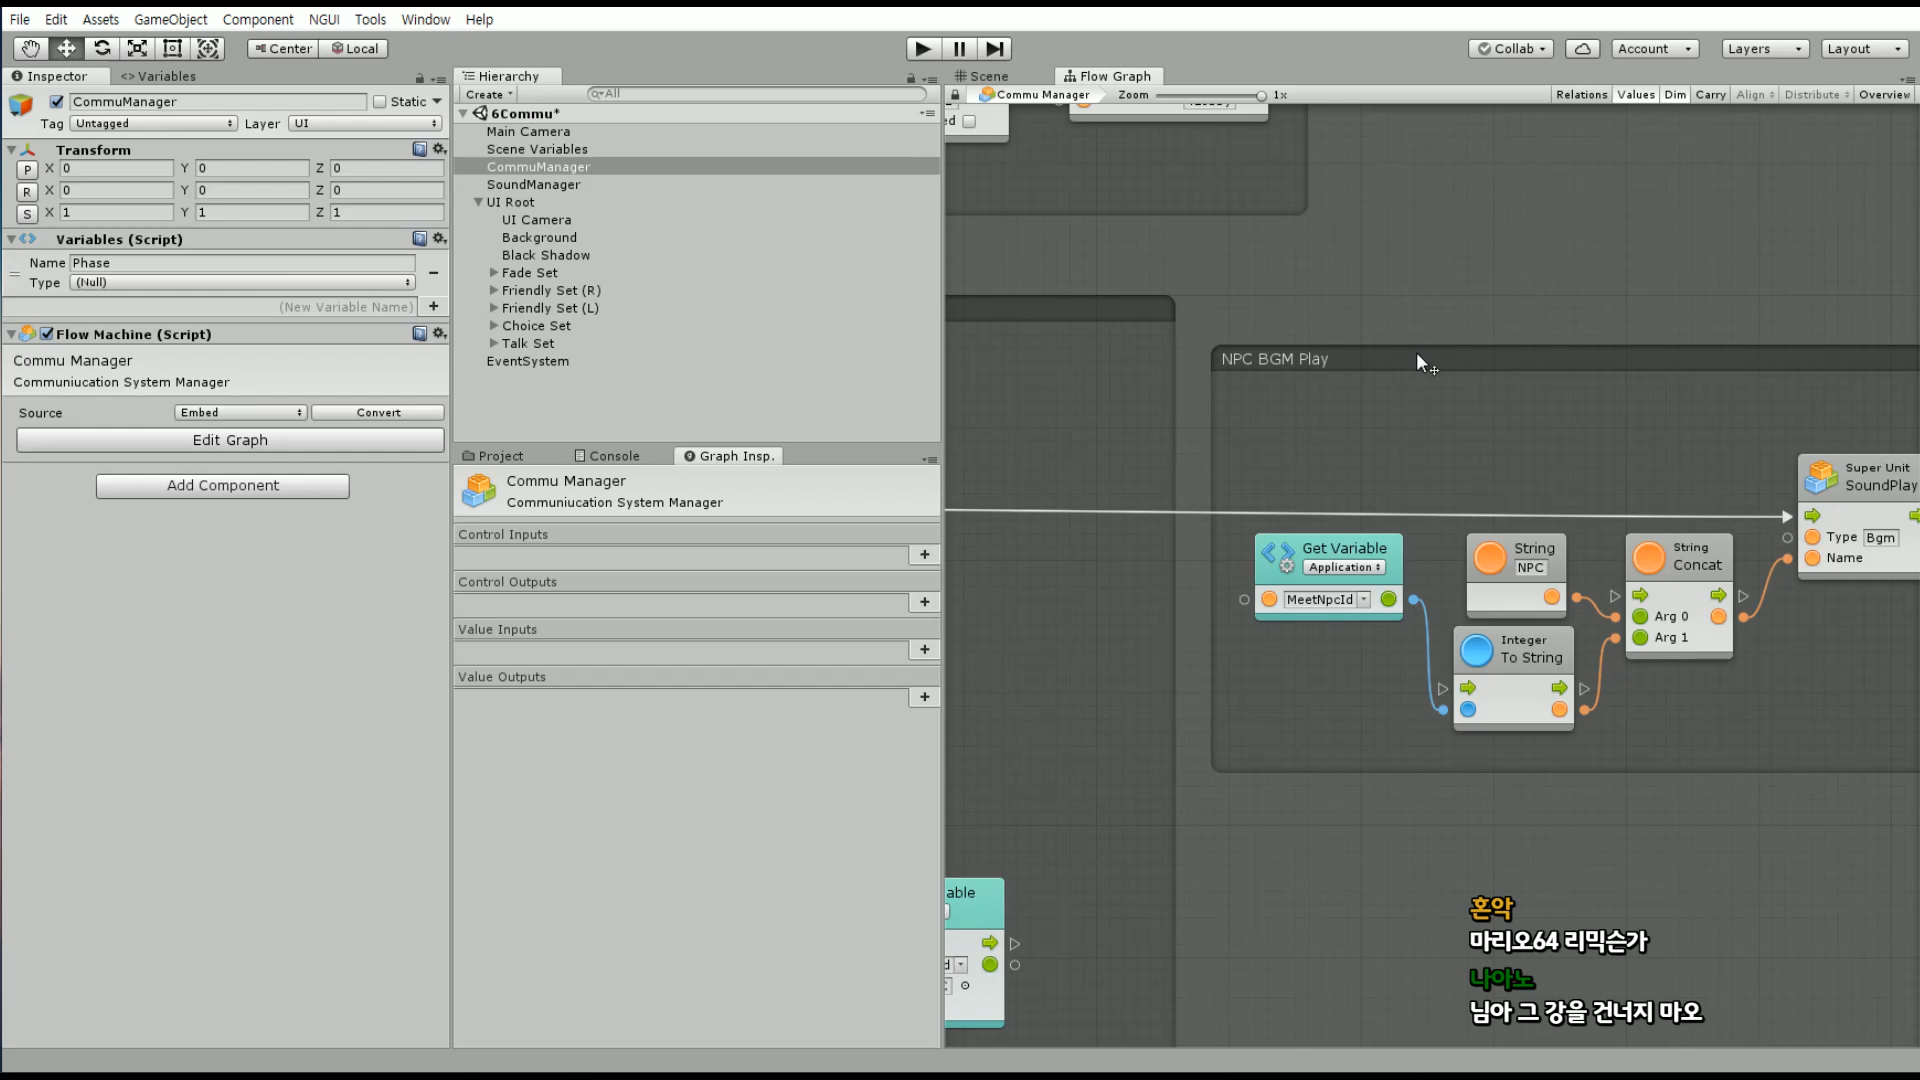 File Edit Assets GameObject Component NGUI Tools Window Help
Center Local
Collab Account Layers Layout
Inspector <> Variables
CommuManager Static
Tag Untagged Layer UI
Transform
P X 0 Y 0 Z 0
R X 0 Y 0 Z 0
S X 1 Y 1 Z 1
Variables (Script)
Name Phase
Type (Null)
(New Variable Name) +
Flow Machine (Script)
Commu Manager
Communiucation System Manager
Source Embed Convert
Edit Graph
Add Component
Hierarchy
Create All
6Commu*
Main Camera
Scene Variables
CommuManager
SoundManager
UI Root
UI Camera
Background
Black Shadow
Fade Set
Friendly Set (R)
Friendly Set (L)
Choice Set
Talk Set
EventSystem
Project Console Graph Insp.
Commu Manager
Communiucation System Manager
Control Inputs
+
Control Outputs
+
Value Inputs
+
Value Outputs
+
Scene Flow Graph
Commu Manager Zoom 1x Relations Values Dim Carry Align Distribute Overview
ed
NPC BGM Play
Super Unit
SoundPlay
Type Bgm
Name
Get Variable
Application
MeetNpcId
String
NPC
Integer
To String
String
Concat
Arg 0
Arg 1
able
d
혼악
마리오64 리믹슨가
나아노
님아 그 강을 건너지 마오